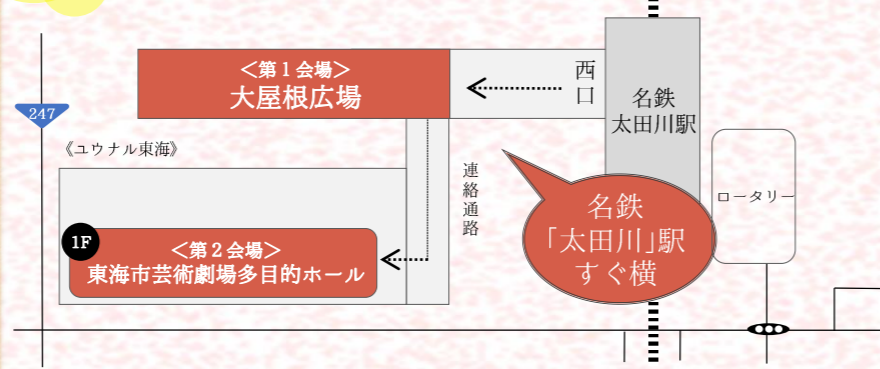 ＜第１会場＞
大屋根広場
西口
名鉄
太田川駅
247
《ユウナル東海》
連絡通路
ロータリー
名鉄
「太田川」駅
すぐ横
1F
＜第２会場＞
東海市芸術劇場多目的ホール